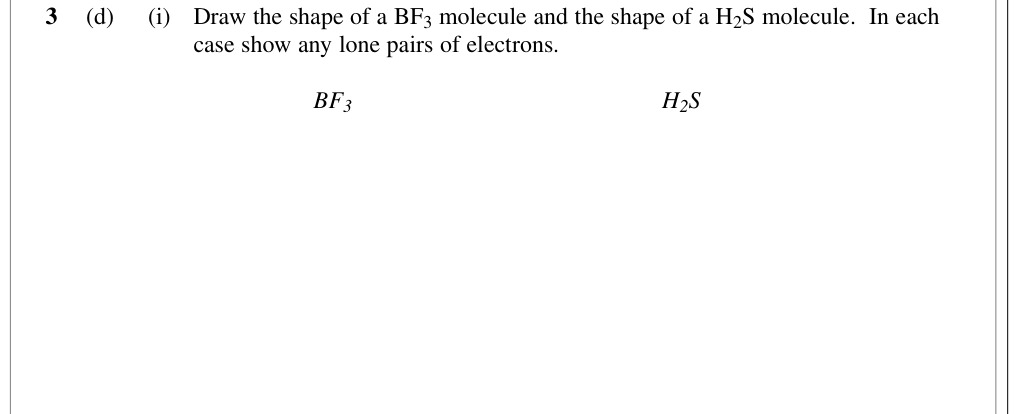 3 (d) (i) Draw the shape of a BF₃ molecule and the shape of a H₂S molecule. In each
case show any lone pairs of electrons.
BF₃ H₂S